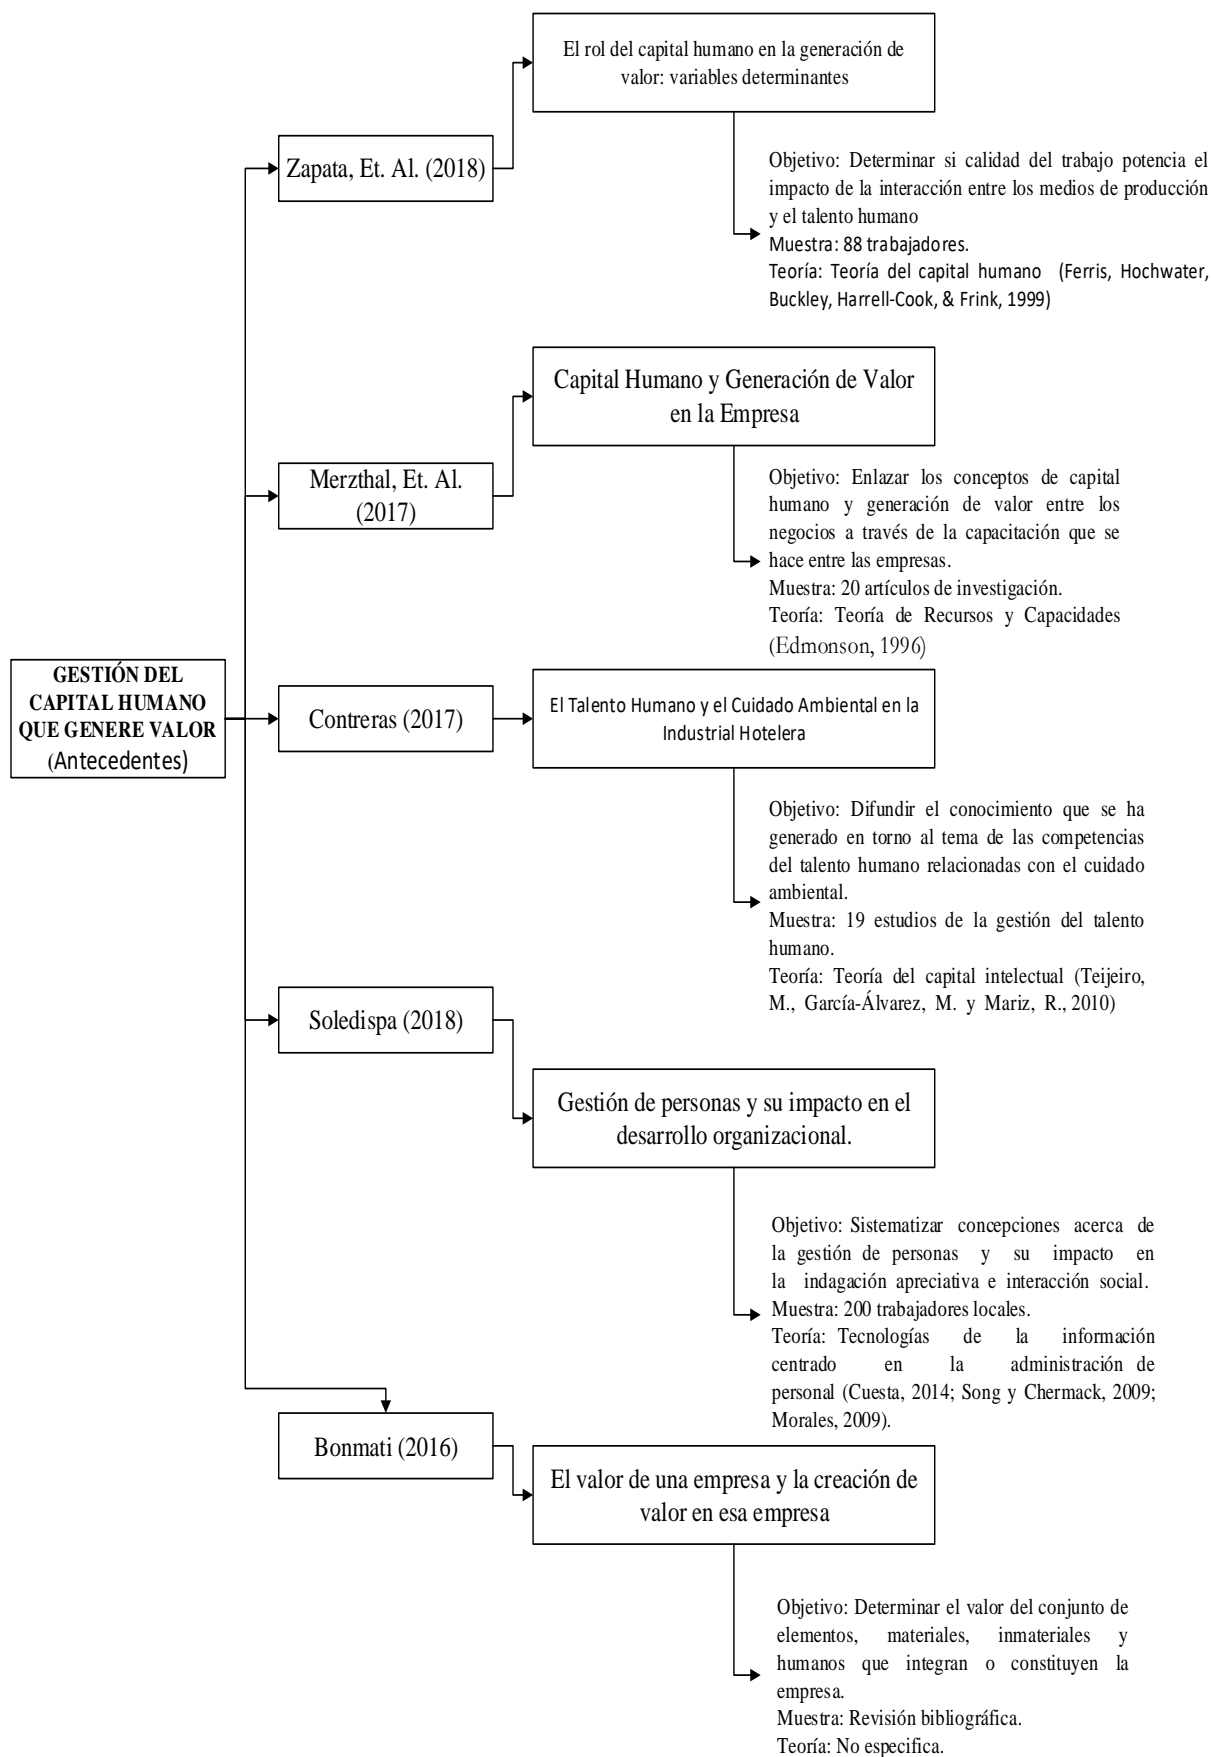 El rol del capital humano en la generación de
valor: variables determinantes
Zapata, Et. Al. (2018)
Objetivo: Determinar si calidad del trabajo potencia el
impacto de la interacción entre los medios de producción
y el talento humano
Muestra: 88 trabajadores.
Teoría: Teoría del capital humano (Ferris, Hochwater,
Buckley, Harrell-Cook, & Frink, 1999)
Capital Humano y Generación de Valor
en la Empresa
Merzthal, Et. Al.
(2017)
Objetivo: Enlazar los conceptos de capital
humano y generación de valor entre los
negocios a través de la capacitación que se
hace entre las empresas.
Muestra: 20 artículos de investigación.
Teoría: Teoría de Recursos y Capacidades
(Edmonson, 1996)
GESTIÓN DEL
CAPITAL HUMANO
QUE GENERE VALOR
(Antecedentes)
Contreras (2017)
El Talento Humano y el Cuidado Ambiental en la
Industrial Hotelera
Objetivo: Difundir el conocimiento que se ha
generado en torno al tema de las competencias
del talento humano relacionadas con el cuidado
ambiental.
Muestra: 19 estudios de la gestión del talento
humano.
Teoría: Teoría del capital intelectual (Teijeiro,
M., García-Álvarez, M. y Mariz, R., 2010)
Soledispa (2018)
Gestión de personas y su impacto en el
desarrollo organizacional.
Objetivo: Sistematizar concepciones acerca de
la gestión de personas y su impacto en
la indagación apreciativa e interacción social.
Muestra: 200 trabajadores locales.
Teoría: Tecnologías de la información
centrado en la administración de
personal (Cuesta, 2014; Song y Chermack, 2009;
Morales, 2009).
Bonmati (2016)
El valor de una empresa y la creación de
valor en esa empresa
Objetivo: Determinar el valor del conjunto de
elementos, materiales, inmateriales y
humanos que integran o constituyen la
empresa.
Muestra: Revisión bibliográfica.
Teoría: No especifica.